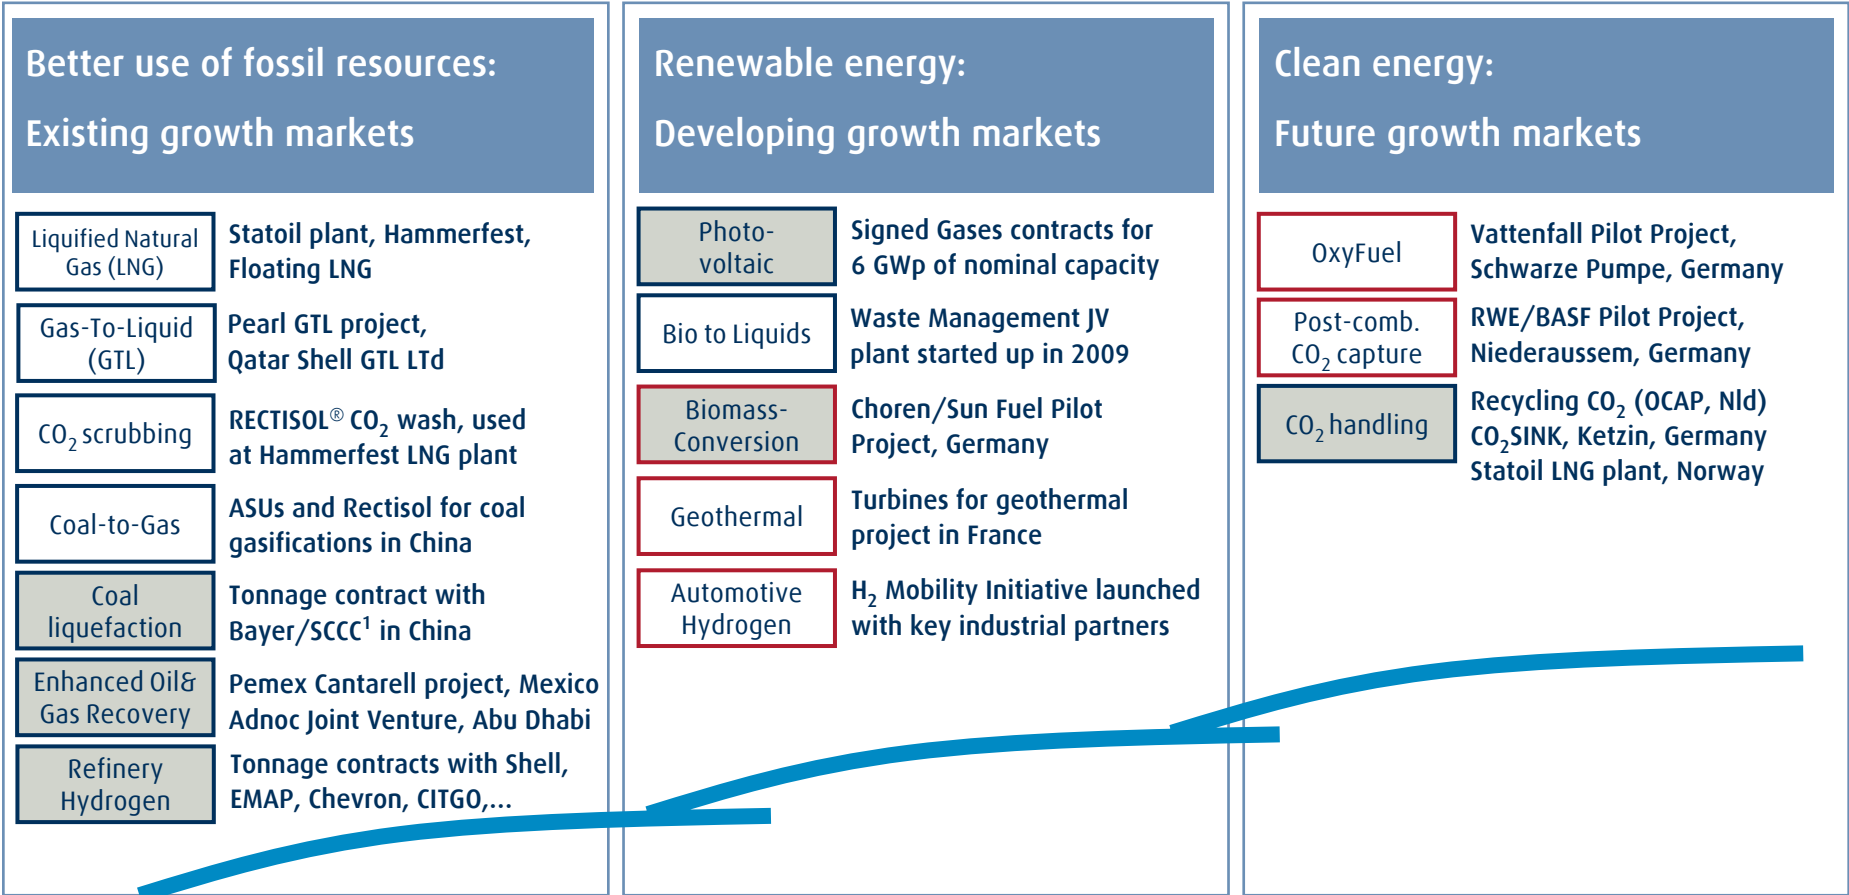 Better use of fossil resources:
Existing growth markets
Liquified Natural
Gas (LNG)
Statoil plant, Hammerfest,
Floating LNG
Gas-To-Liquid
(GTL)
Pearl GTL project,
Qatar Shell GTL LTd
CO2 scrubbing
RECTISOL® CO2 wash, used
at Hammerfest LNG plant
Coal-to-Gas
ASUs and Rectisol for coal
gasifications in China
Coal
liquefaction
Tonnage contract with
Bayer/SCCC1 in China
Enhanced Oil&
Gas Recovery
Pemex Cantarell project, Mexico
Adnoc Joint Venture, Abu Dhabi
Refinery
Hydrogen
Tonnage contracts with Shell,
EMAP, Chevron, CITGO,...
Renewable energy:
Developing growth markets
Photo-
voltaic
Signed Gases contracts for
6 GWp of nominal capacity
Bio to Liquids
Waste Management JV
plant started up in 2009
Biomass-
Conversion
Choren/Sun Fuel Pilot
Project, Germany
Geothermal
Turbines for geothermal
project in France
Automotive
Hydrogen
H2 Mobility Initiative launched
with key industrial partners
Clean energy:
Future growth markets
OxyFuel
Vattenfall Pilot Project,
Schwarze Pumpe, Germany
Post-comb.
CO2 capture
RWE/BASF Pilot Project,
Niederaussem, Germany
CO2 handling
Recycling CO2 (OCAP, Nld)
CO2SINK, Ketzin, Germany
Statoil LNG plant, Norway